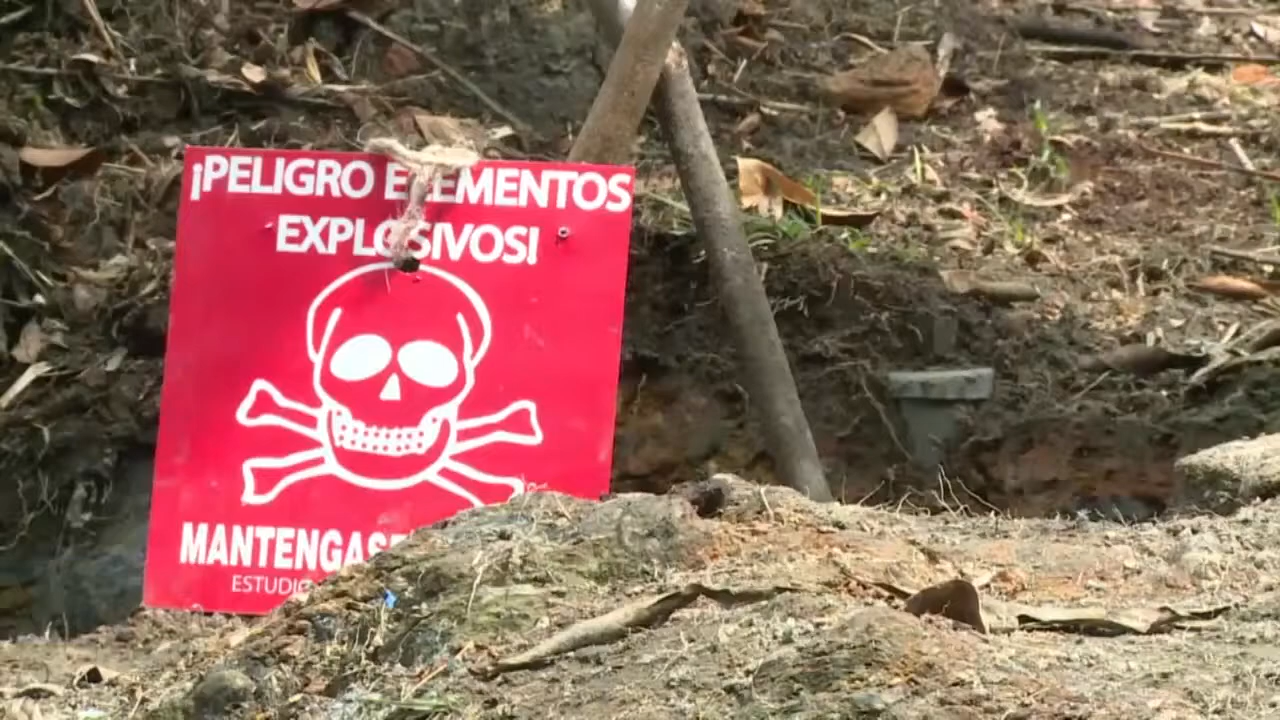 ¡PELIGRO ELEMENTOS
EXPLOSIVOS!
MANTENGASE
ESTUDIO